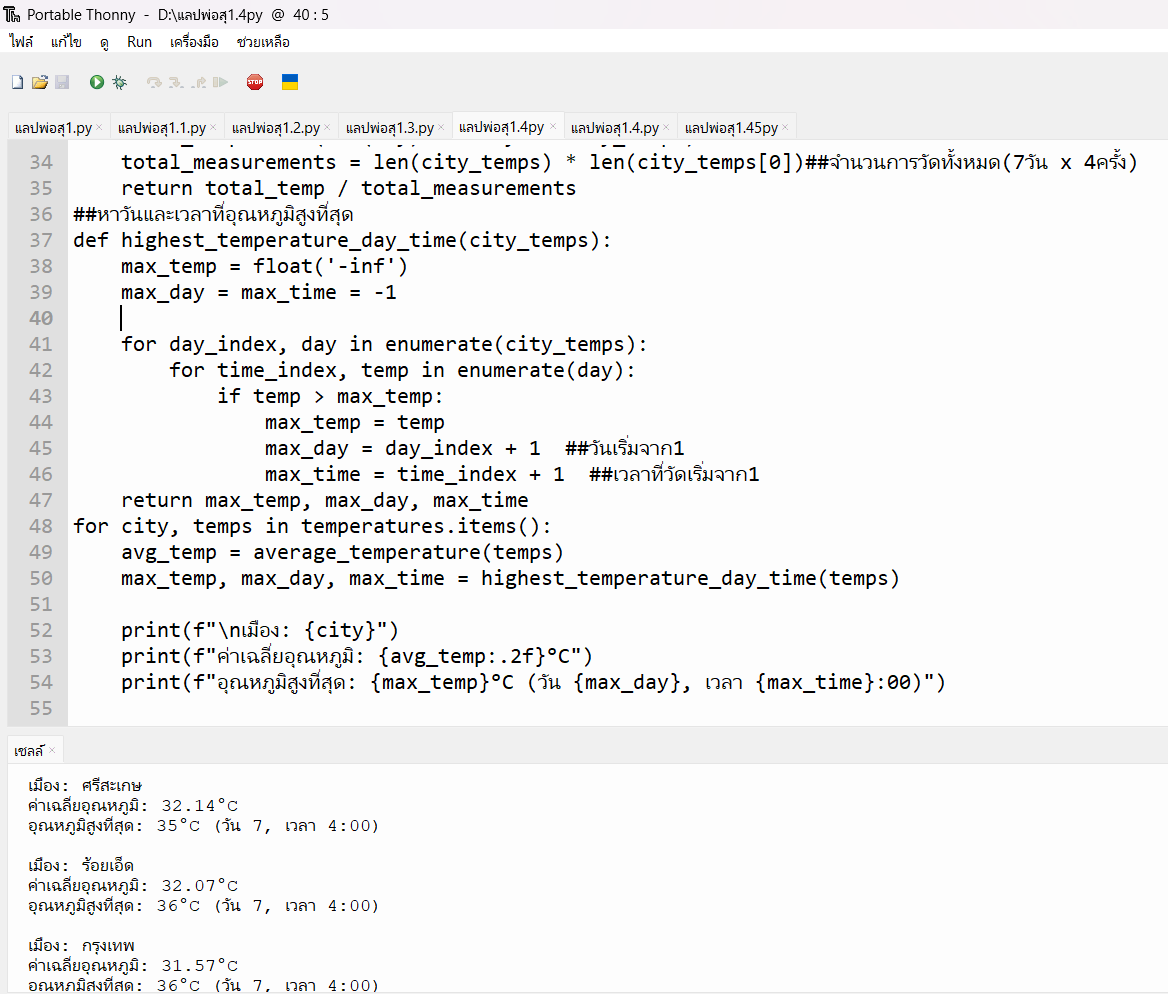 Portable Thonny - D:\แลปพ่อสุ1.4py @ 40 : 5
ไฟล์ แก้ไข ดู Run เครื่องมือ ช่วยเหลือ
STOP
แลปพ่อสุ1.py × แลปพ่อสุ1.1.py × แลปพ่อสุ1.2.py × แลปพ่อสุ1.3.py × แลปพ่อสุ1.4py × แลปพ่อสุ1.4.py × แลปพ่อสุ1.45py ×
34 total_measurements = len(city_temps) * len(city_temps[0])##จำนวนการวัดทั้งหมด(7วัน x 4ครั้ง)
35 return total_temp / total_measurements
36 ##หาวันและเวลาที่อุณหภูมิสูงที่สุด
37 def highest_temperature_day_time(city_temps):
38 max_temp = float('-inf')
39 max_day = max_time = -1
40
41 for day_index, day in enumerate(city_temps):
42 for time_index, temp in enumerate(day):
43 if temp > max_temp:
44 max_temp = temp
45 max_day = day_index + 1 ##วันเริ่มจาก1
46 max_time = time_index + 1 ##เวลาที่วัดเริ่มจาก1
47 return max_temp, max_day, max_time
48 for city, temps in temperatures.items():
49 avg_temp = average_temperature(temps)
50 max_temp, max_day, max_time = highest_temperature_day_time(temps)
51
52 print(f"\nเมือง: {city}")
53 print(f"ค่าเฉลี่ยอุณหภูมิ: {avg_temp:.2f}°C")
54 print(f"อุณหภูมิสูงที่สุด: {max_temp}°C (วัน {max_day}, เวลา {max_time}:00)")
55
เชลล์ ×
เมือง: ศรีสะเกษ
ค่าเฉลี่ยอุณหภูมิ: 32.14°C
อุณหภูมิสูงที่สุด: 35°C (วัน 7, เวลา 4:00)
เมือง: ร้อยเอ็ด
ค่าเฉลี่ยอุณหภูมิ: 32.07°C
อุณหภูมิสูงที่สุด: 36°C (วัน 7, เวลา 4:00)
เมือง: กรุงเทพ
ค่าเฉลี่ยอุณหภูมิ: 31.57°C
อุณหภูมิสูงที่สุด: 36°C (วัน 7, เวลา 4:00)